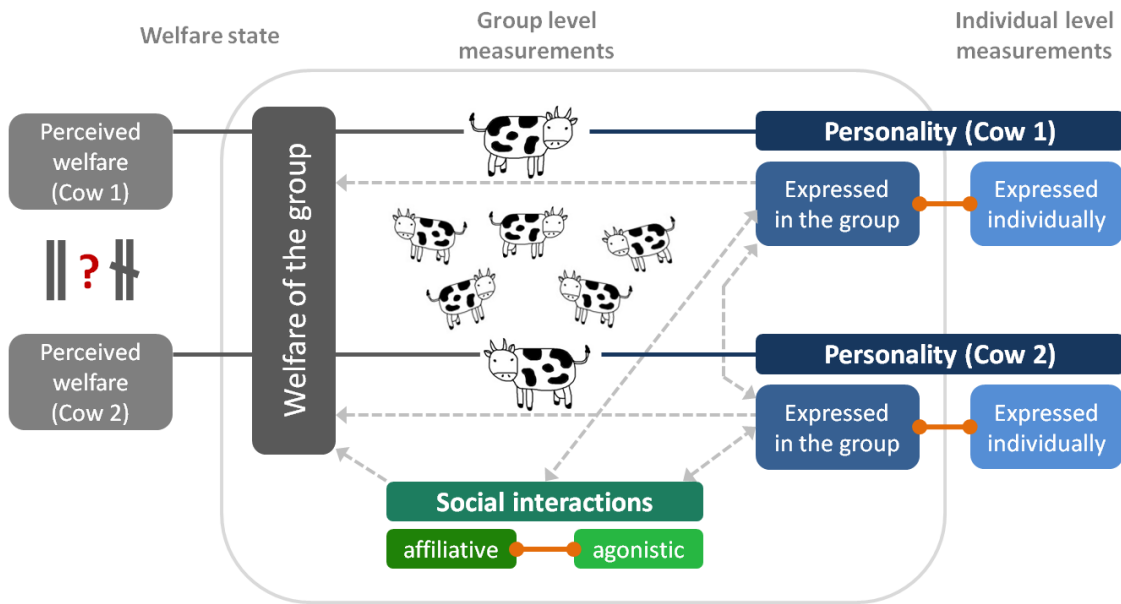 Welfare state
Group level
measurements
Individual level
measurements
Perceived
welfare
(Cow 1)
Welfare of the group
Personality (Cow 1)
Expressed
in the group
Expressed
individually
?
Perceived
welfare
(Cow 2)
Personality (Cow 2)
Expressed
in the group
Expressed
individually
Social interactions
affiliative
agonistic